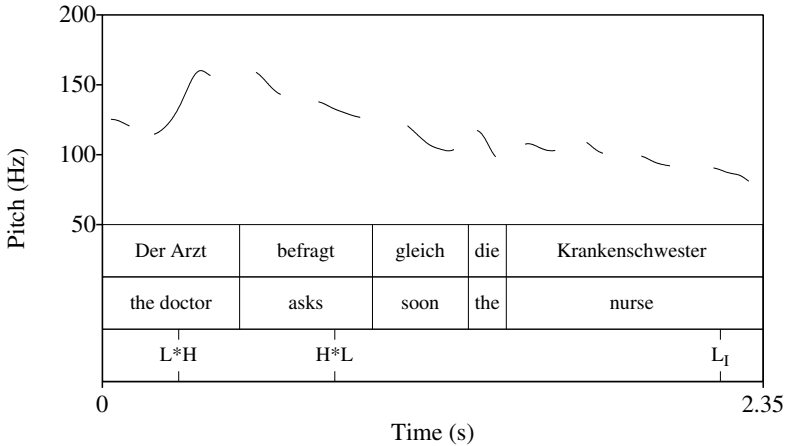 200
150
100
50
Pitch (Hz)
Der Arzt befragt gleich die Krankenschwester
the doctor asks soon the nurse
L*H H*L L_I
0 2.35
Time (s)